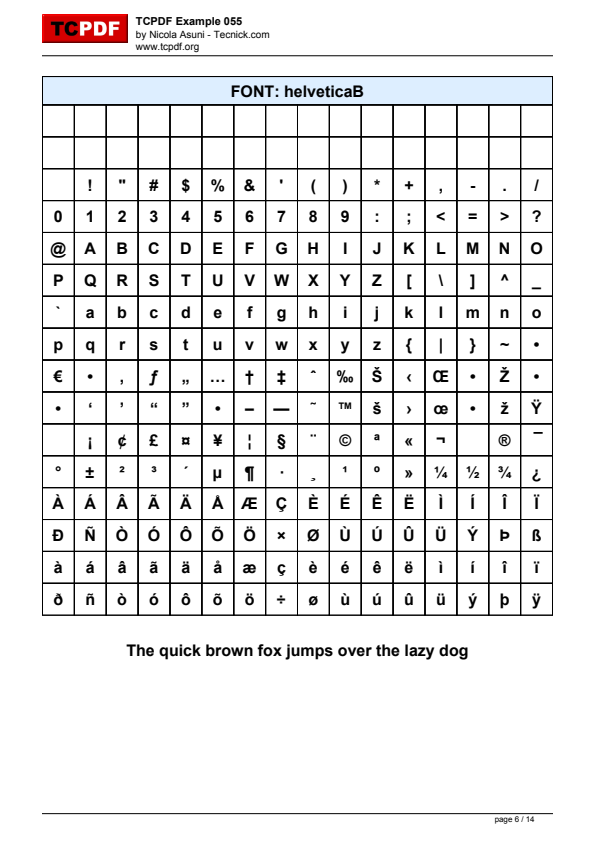 TCPDF
TCPDF Example 055
by Nicola Asuni - Tecnick.com
www.tcpdf.org
FONT: helveticaB
! " # $ % & ' ( ) * + , - . /
0 1 2 3 4 5 6 7 8 9 : ; < = > ?
@ A B C D E F G H I J K L M N O
P Q R S T U V W X Y Z [ \ ] ^ _
` a b c d e f g h i j k l m n o
p q r s t u v w x y z { | } ~ •
€ • ‚ ƒ „ … † ‡ ˆ ‰ Š ‹ Œ • Ž •
• ‘ ’ “ ” • – — ˜ ™ š › œ • ž Ÿ
¡ ¢ £ ¤ ¥ ¦ § ¨ © ª « ¬ ® ¯
° ± ² ³ ´ µ ¶ · ¸ ¹ º » ¼ ½ ¾ ¿
À Á Â Ã Ä Å Æ Ç È É Ê Ë Ì Í Î Ï
Ð Ñ Ò Ó Ô Õ Ö × Ø Ù Ú Û Ü Ý Þ ß
à á â ã ä å æ ç è é ê ë ì í î ï
ð ñ ò ó ô õ ö ÷ ø ù ú û ü ý þ ÿ
The quick brown fox jumps over the lazy dog
page 6 / 14